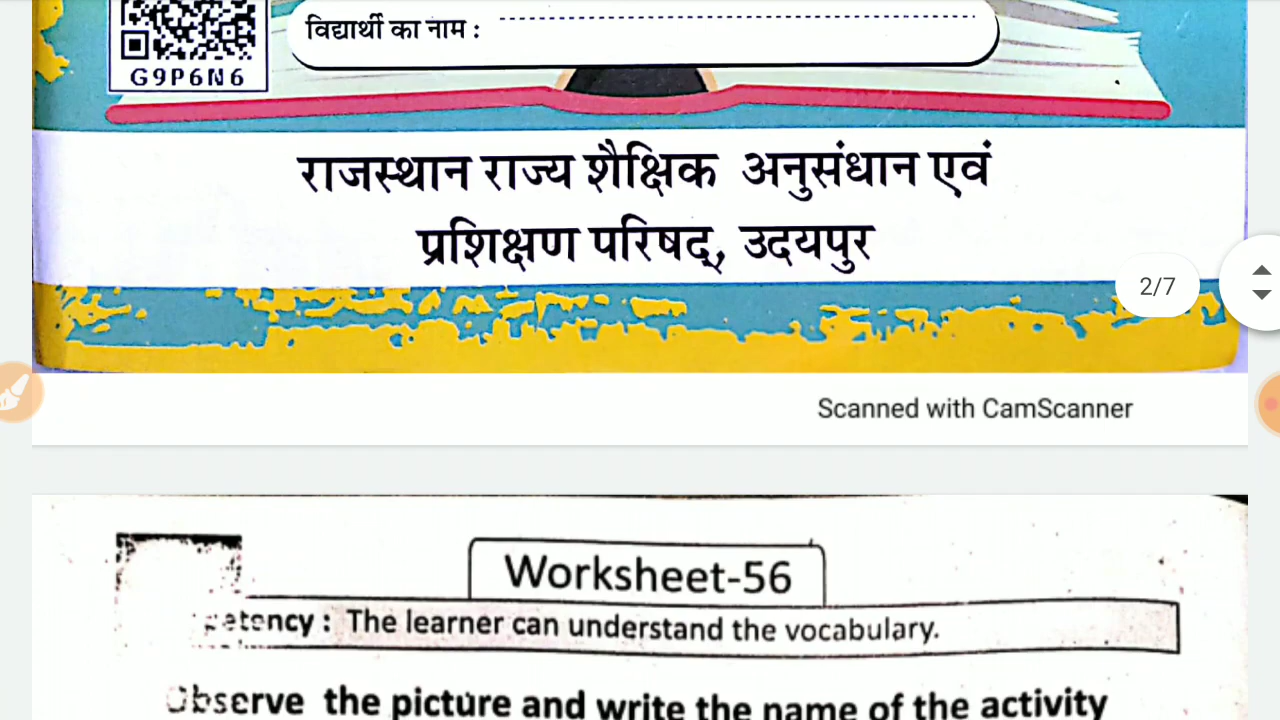 विद्यार्थी का नाम :
G9P6N6
राजस्थान राज्य शैक्षिक अनुसंधान एवं
प्रशिक्षण परिषद्, उदयपुर
2/7
Scanned with CamScanner
Worksheet-56
The learner can understand the vocabulary.
Observe the picture and write the name of the activity